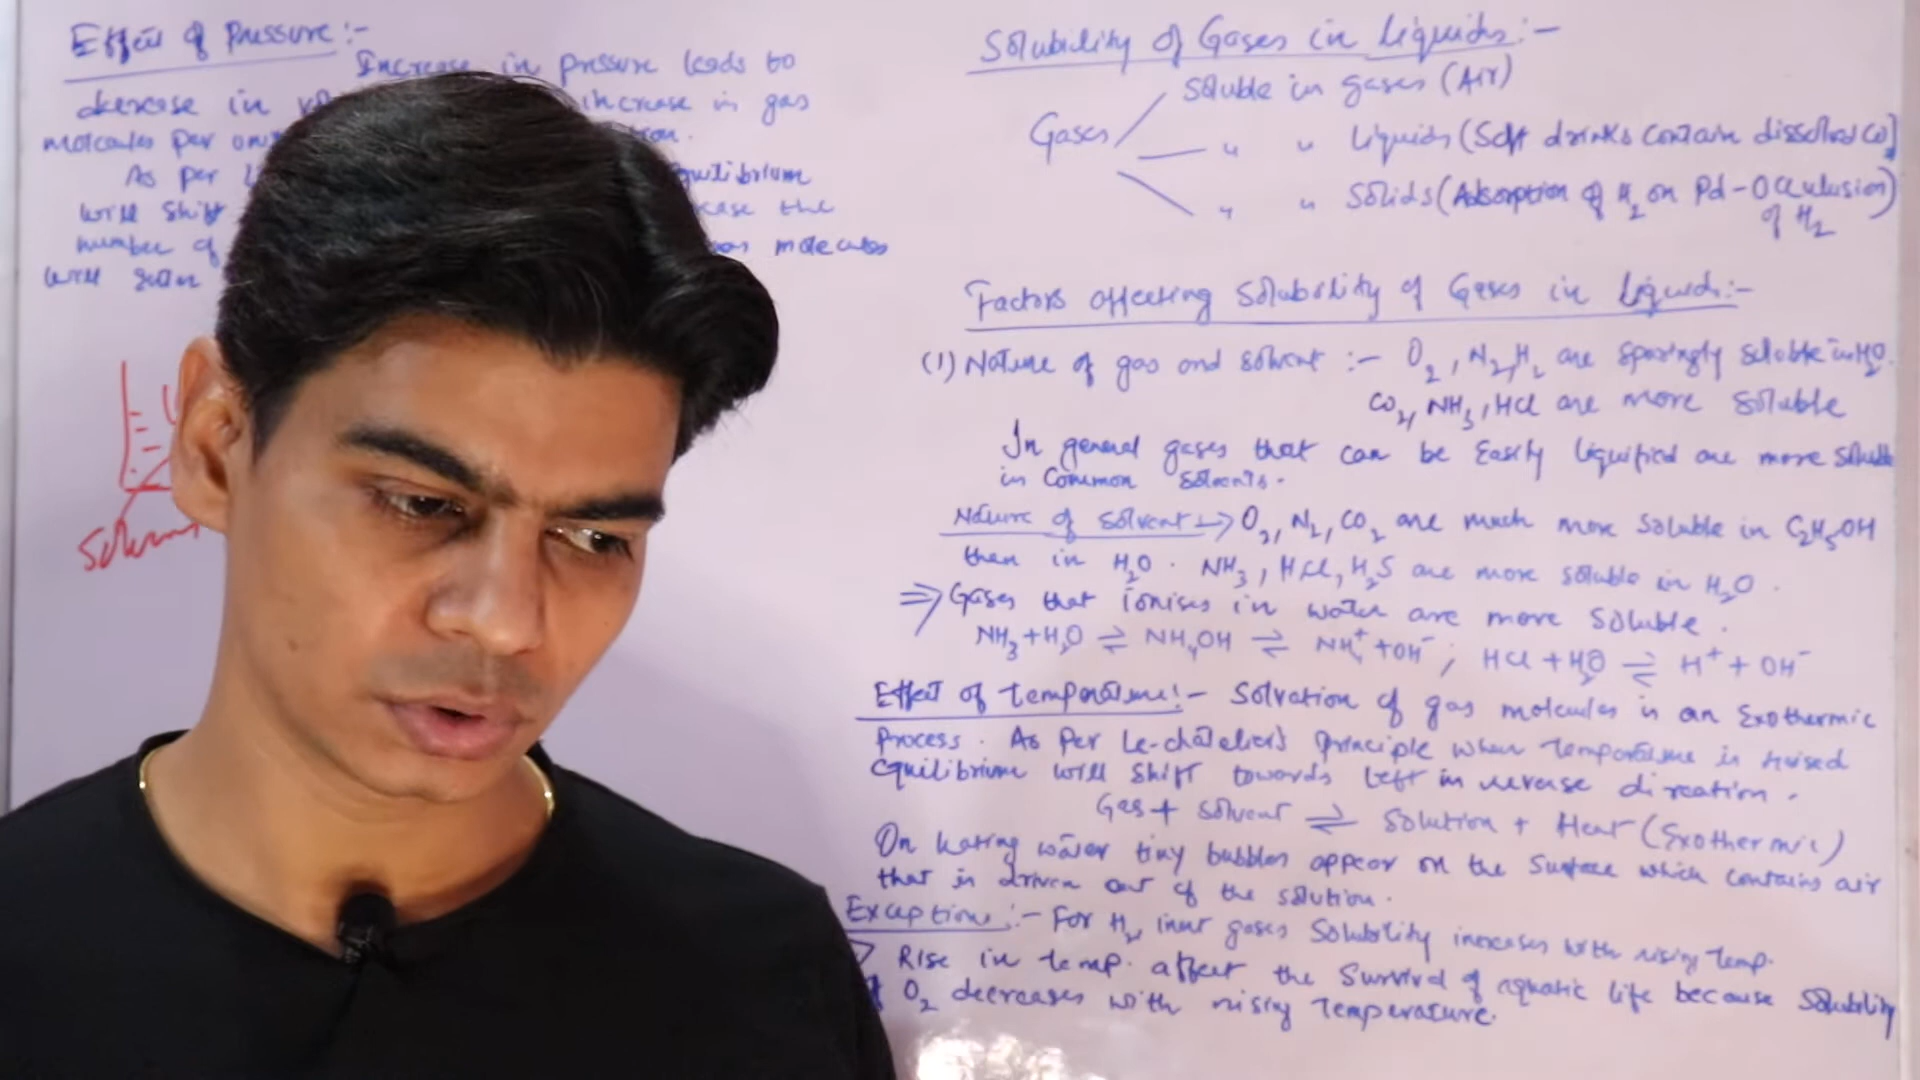 Effect of Pressure :-
Increase in pressure leads to
decrease in increase in gas
molecules per
As per equilibrium
will shift the
number of molecules
will
Solvent
Solubility of Gases in liquids :-
Soluble in gases (Air)
Gases
" " liquids (Soft drinks contain dissolved CO2)
" " Solids (Adsorption of H2 on Pd - Occulusion
of H2
Factors affecting Solubility of Gases in liquids :-
(1) Nature of gas and solvent :- O2, N2, H2 are sparingly soluble in H2O.
CO2, NH3, HCl are more soluble
In general gases that can be easily liquified are more soluble
in common solvents.
Nature of solvent -> O2, N2, CO2 are much more soluble in C2H5OH
then in H2O. NH3, HCl, H2S are more soluble in H2O.
⇒ Gases that ionises in water are more soluble.
NH3 + H2O ⇌ NH4OH ⇌ NH4+ + OH- ; HCl + H2O ⇌ H+ + OH-
Effect of temperature :- Solvation of gas molecules is an Exothermic
Process. As per Le-chatelier's principle when temperature is raised
equilibrium will shift towards left in reverse direction.
Gas + Solvent ⇌ Solution + Heat (Exothermic)
On heating water tiny bubbles appear on the surface which contains air
that is driven out of the solution.
Exception :- For H2, inert gases Solubility increases with rising temp.
Rise in temp. affect the Survival of aquatic life because Solubility
of O2 decreases with rising temperature.